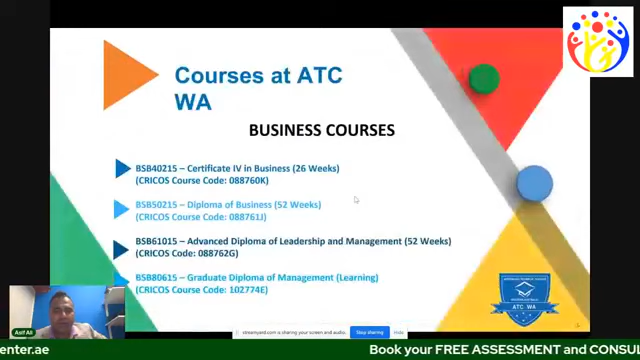 Courses at ATC
WA
BUSINESS COURSES
BSB40215 – Certificate IV in Business (26 Weeks)
(CRICOS Course Code: 088760K)
BSB50215 – Diploma of Business (52 Weeks)
(CRICOS Course Code: 088761J)
BSB61015 – Advanced Diploma of Leadership and Management (52 Weeks)
(CRICOS Course Code: 088762G)
BSB80615 – Graduate Diploma of Management (Learning)
(CRICOS Course Code: 102774E)
ATC WA
Asif Ali
streamyard.com is sharing your screen and audio.
Stop sharing
Hide
enter.ae
Book your FREE ASSESSMENT and CONSUL